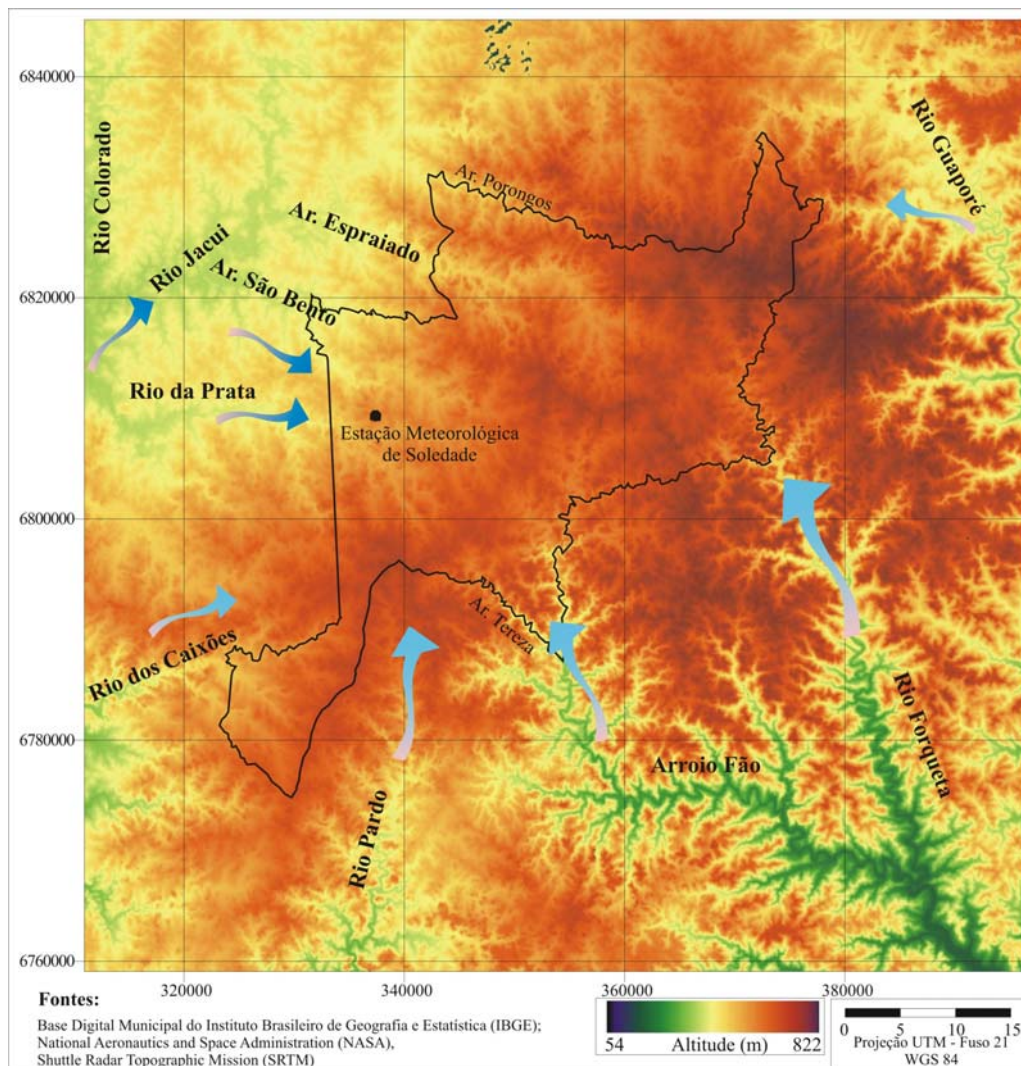 6840000
6820000
6800000
6780000
6760000
320000
340000
360000
380000
Rio Colorado
Rio Jacui
Ar. São Bento
Ar. Espraiado
Ar. Porongos
Rio Guaporé
Rio da Prata
Estação Meteorológica
de Soledade
Rio dos Caixões
Ar. Tereza
Rio Pardo
Arroio Fão
Rio Forqueta
Fontes:
Base Digital Municipal do Instituto Brasileiro de Geografia e Estatística (IBGE);
National Aeronautics and Space Administration (NASA),
Shuttle Radar Topographic Mission (SRTM)
54 Altitude (m) 822
0 5 10 15
Projeção UTM - Fuso 21
WGS 84